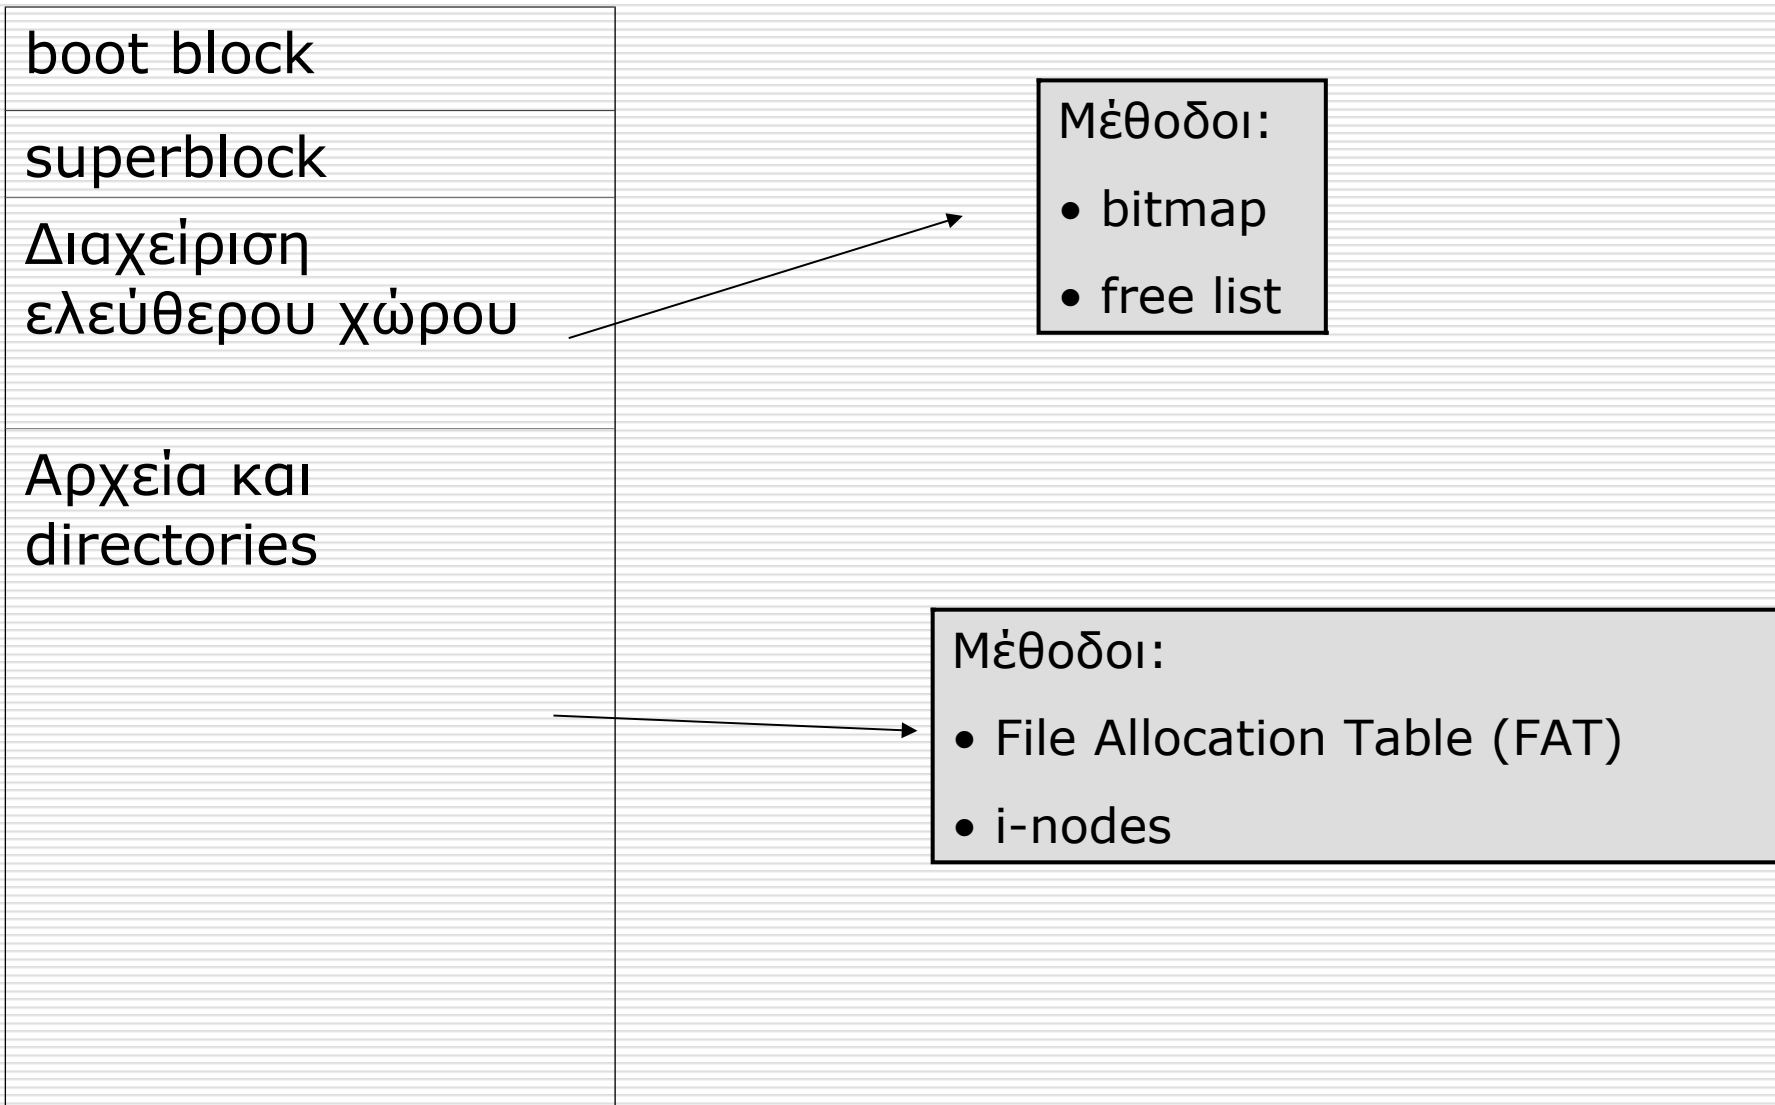 boot block
superblock
Διαχείριση
ελεύθερου χώρου
Αρχεία και
directories
Μέθοδοι:
• bitmap
• free list
Μέθοδοι:
• File Allocation Table (FAT)
• i-nodes